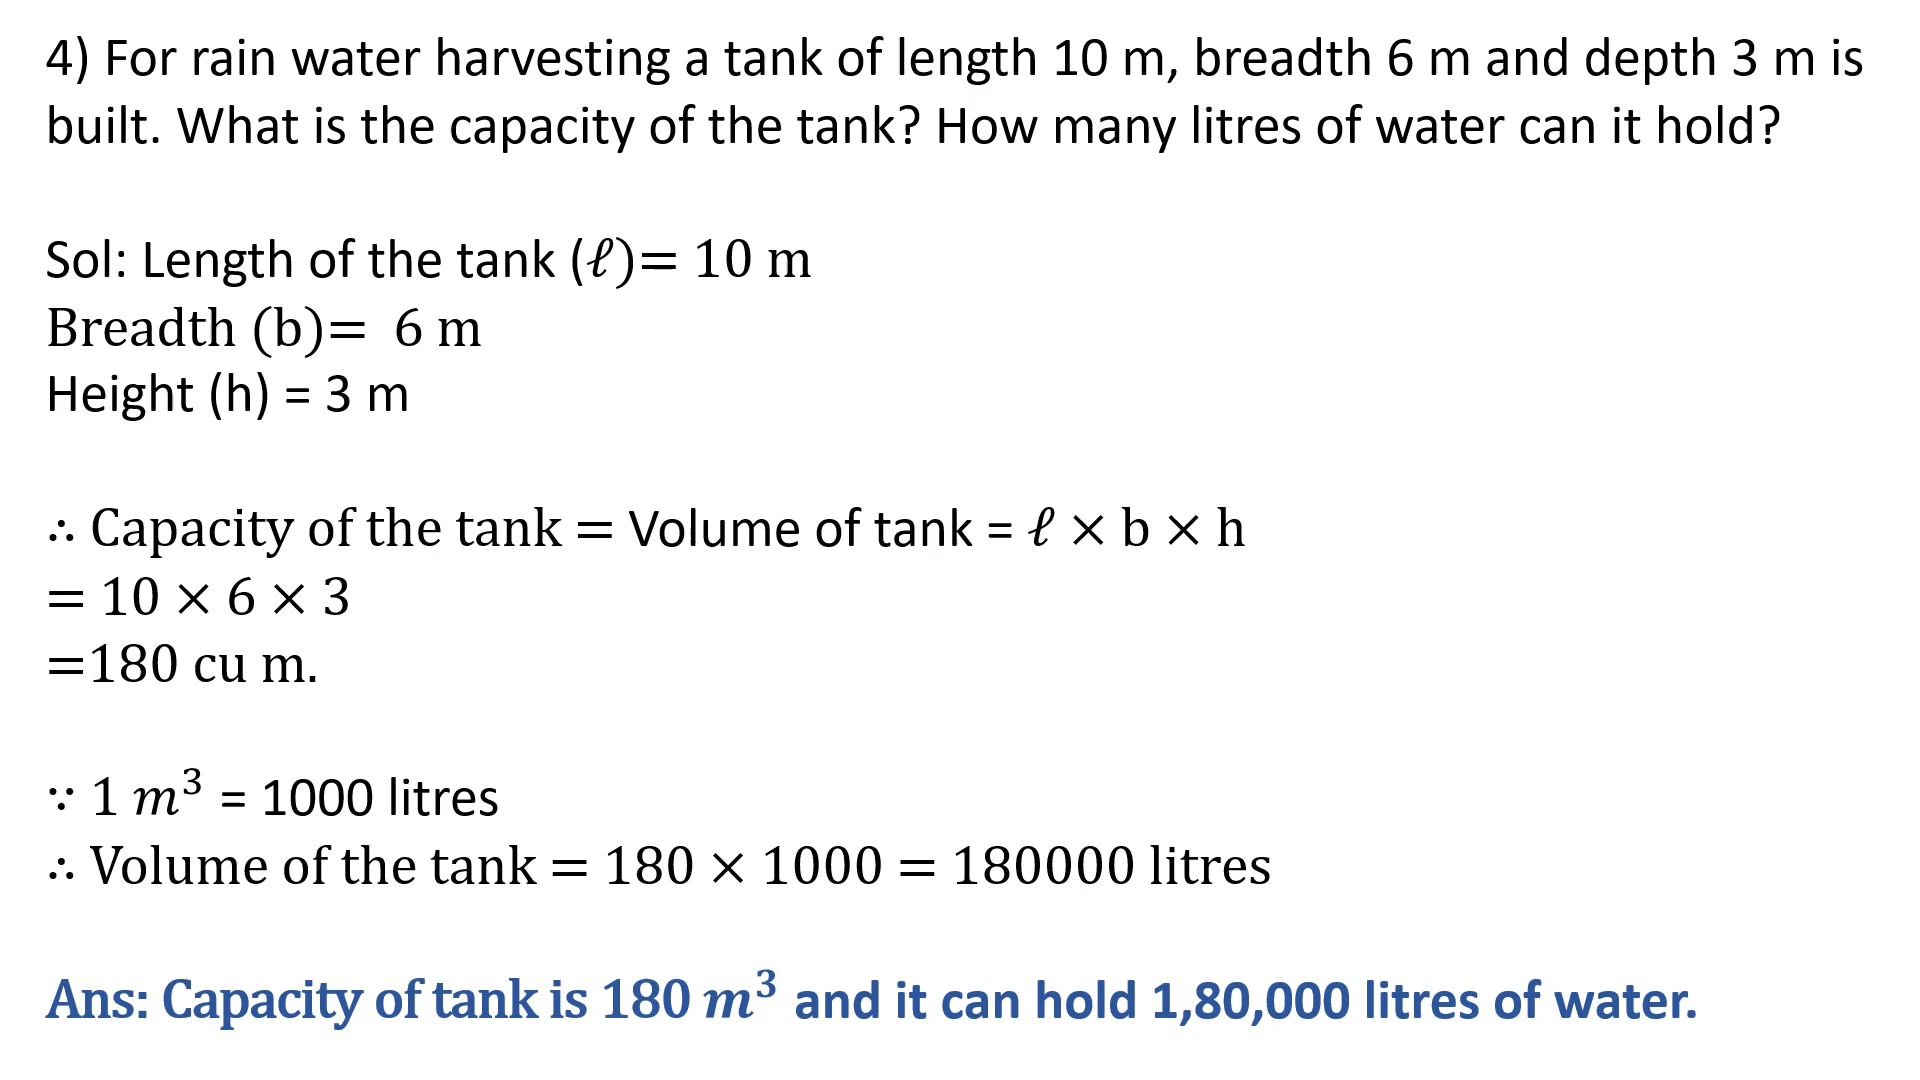 4) For rain water harvesting a tank of length 10 m, breadth 6 m and depth 3 m is
built. What is the capacity of the tank? How many litres of water can it hold?
Sol: Length of the tank (ℓ)= 10 m
Breadth (b)= 6 m
Height (h) = 3 m
∴ Capacity of the tank = Volume of tank = ℓ × b × h
= 10 × 6 × 3
=180 cu m.
∵ 1 m³ = 1000 litres
∴ Volume of the tank = 180 × 1000 = 180000 litres
Ans: Capacity of tank is 180 m³ and it can hold 1,80,000 litres of water.